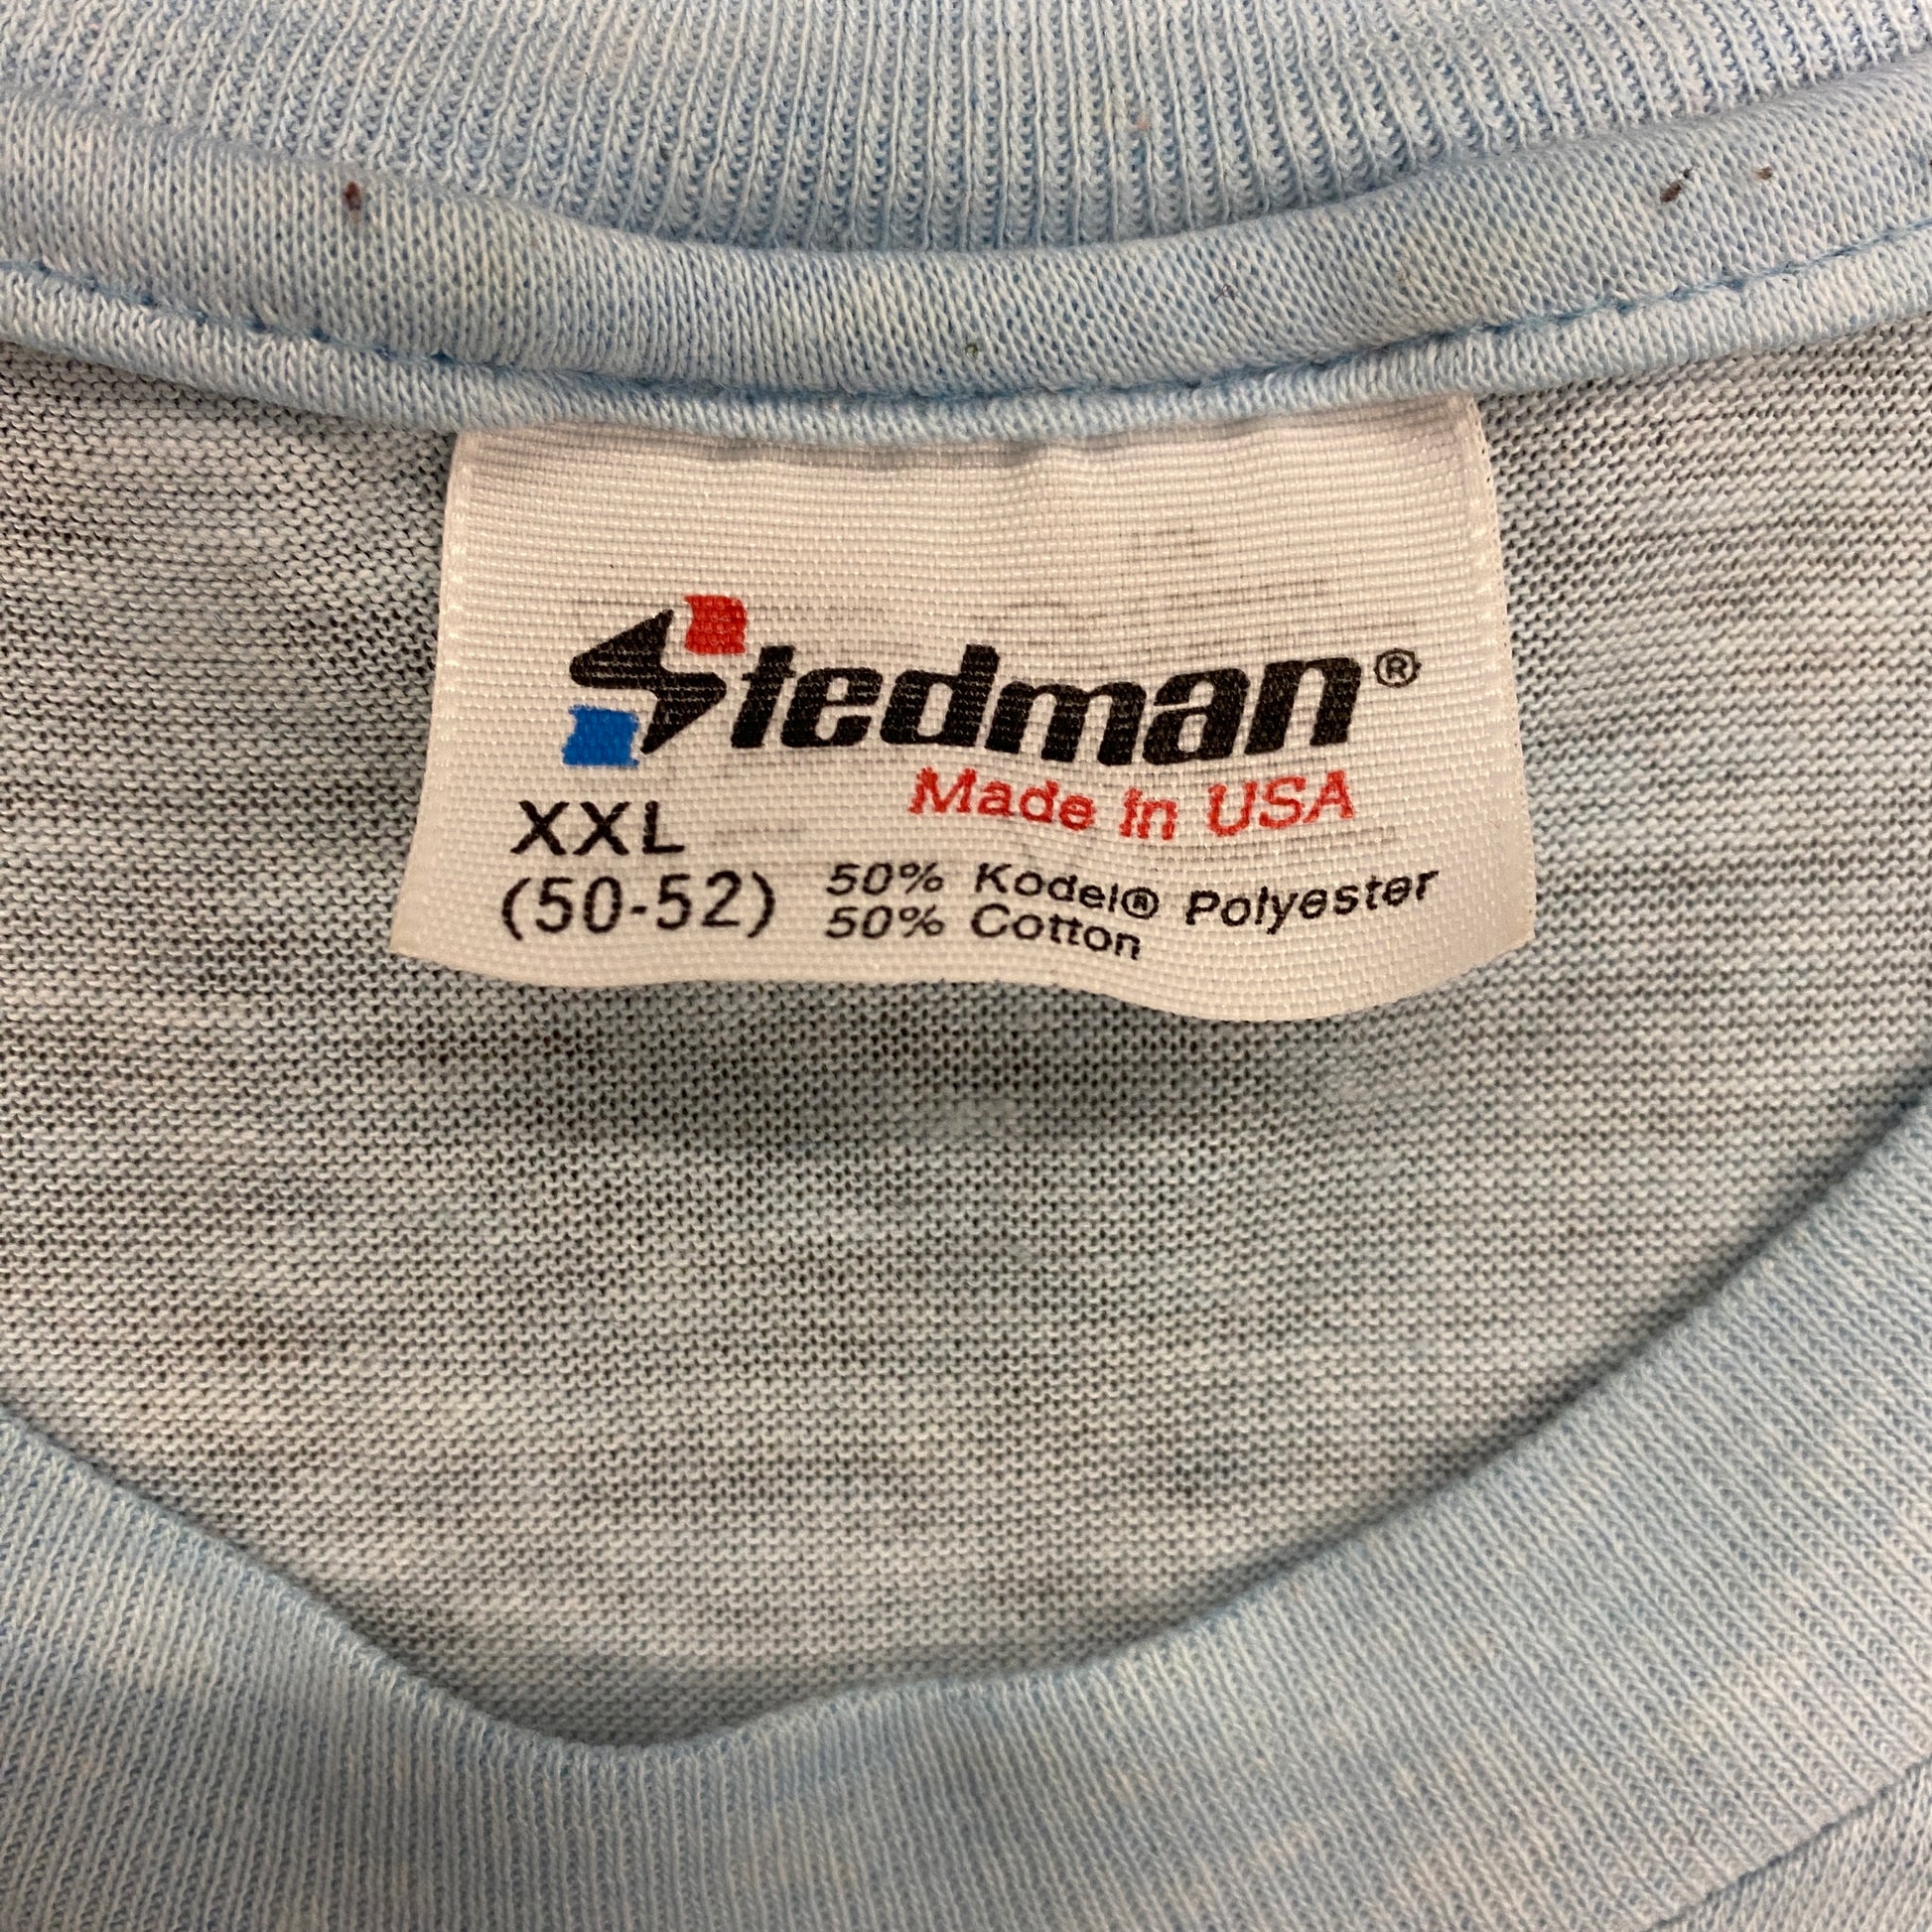 Stedman®
Made in USA
XXL
(50-52)
50% Kodel® Polyester
50% Cotton